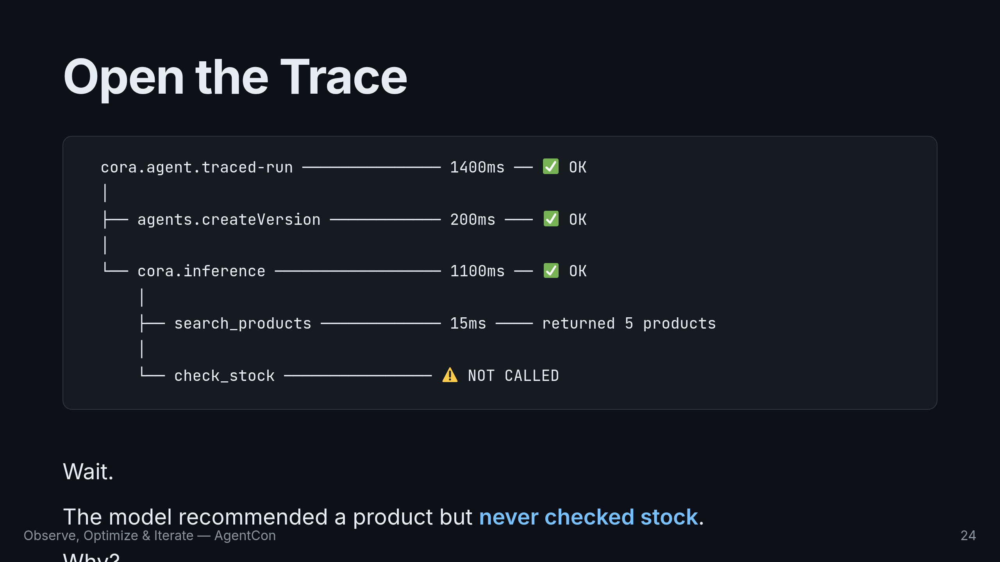 Open the Trace
cora.agent.traced-run ─────────────── 1400ms ── ✅ OK
│
├── agents.createVersion ──────────── 200ms ─── ✅ OK
│
└── cora.inference ────────────────── 1100ms ── ✅ OK
    │
    ├── search_products ───────────── 15ms ──── returned 5 products
    │
    └── check_stock ──────────────── ⚠️ NOT CALLED
Wait.
The model recommended a product but never checked stock.
Observe, Optimize & Iterate — AgentCon
24
Why?